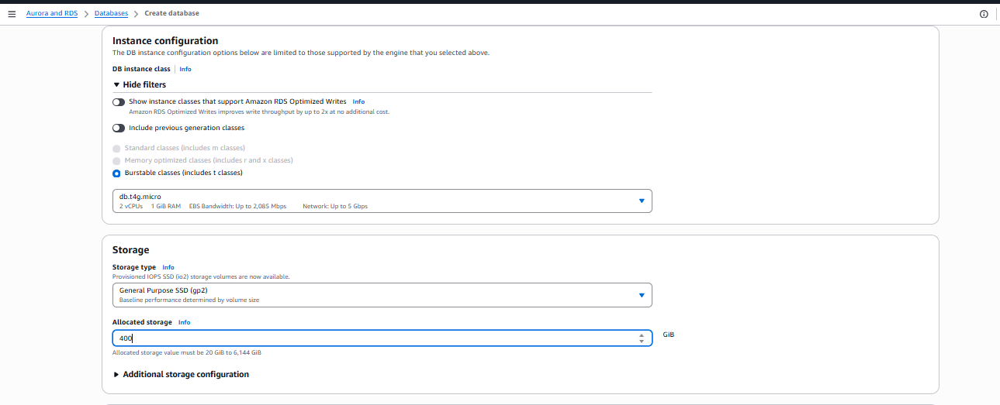 Aurora and RDS > Databases > Create database
Instance configuration
The DB instance configuration options below are limited to those supported by the engine that you selected above.
DB instance class | Info
Hide filters
Show instance classes that support Amazon RDS Optimized Writes Info
Amazon RDS Optimized Writes improves write throughput by up to 2x at no additional cost.
Include previous generation classes
Standard classes (includes m classes)
Memory optimized classes (includes r and x classes)
Burstable classes (includes t classes)
db.t4g.micro
2 vCPUs 1 GiB RAM EBS Bandwidth: Up to 2,085 Mbps Network: Up to 5 Gbps
Storage
Storage type Info
Provisioned IOPS SSD (io2) storage volumes are now available.
General Purpose SSD (gp2)
Baseline performance determined by volume size
Allocated storage Info
400 GiB
Allocated storage value must be 20 GiB to 6,144 GiB
Additional storage configuration